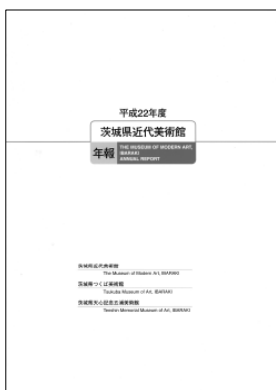 平成22年度
茨城県近代美術館
年報
THE MUSEUM OF MODERN ART,
IBARAKI
ANNUAL REPORT
茨城県近代美術館
The Museum of Modern Art, IBARAKI
茨城県つくば美術館
Tsukuba Museum of Art, IBARAKI
茨城県天心記念五浦美術館
Tenshin Memorial Museum of Art, IBARAKI